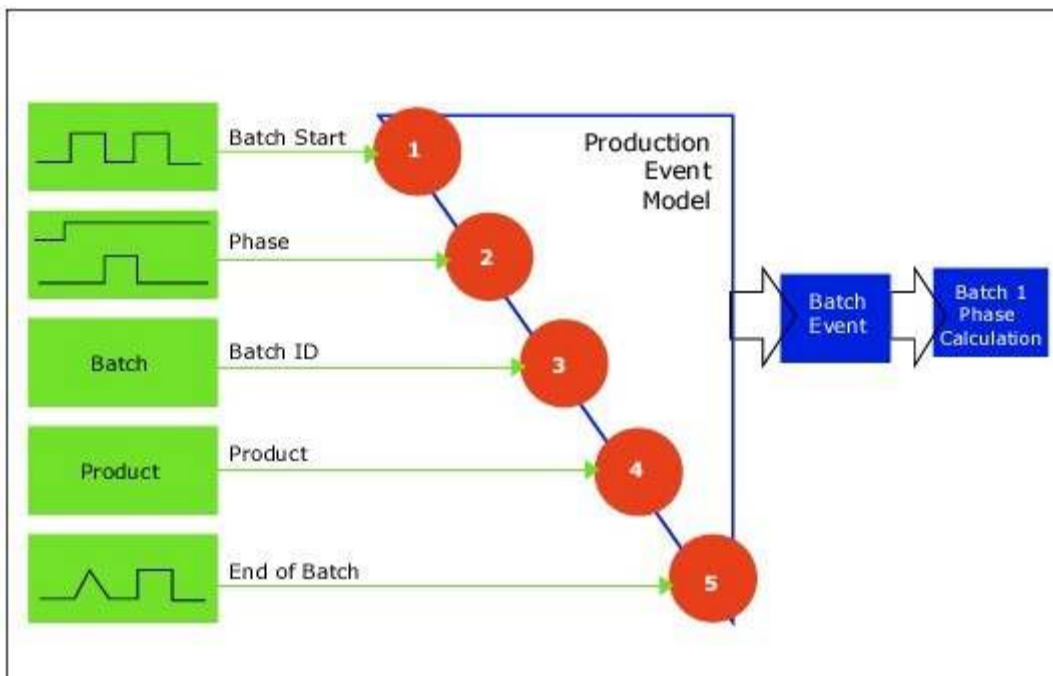 Batch Start
1
Production
Event
Model
Phase
2
Batch
Batch ID
3
Batch
Event
Batch 1
Phase
Calculation
Product
Product
4
End of Batch
5